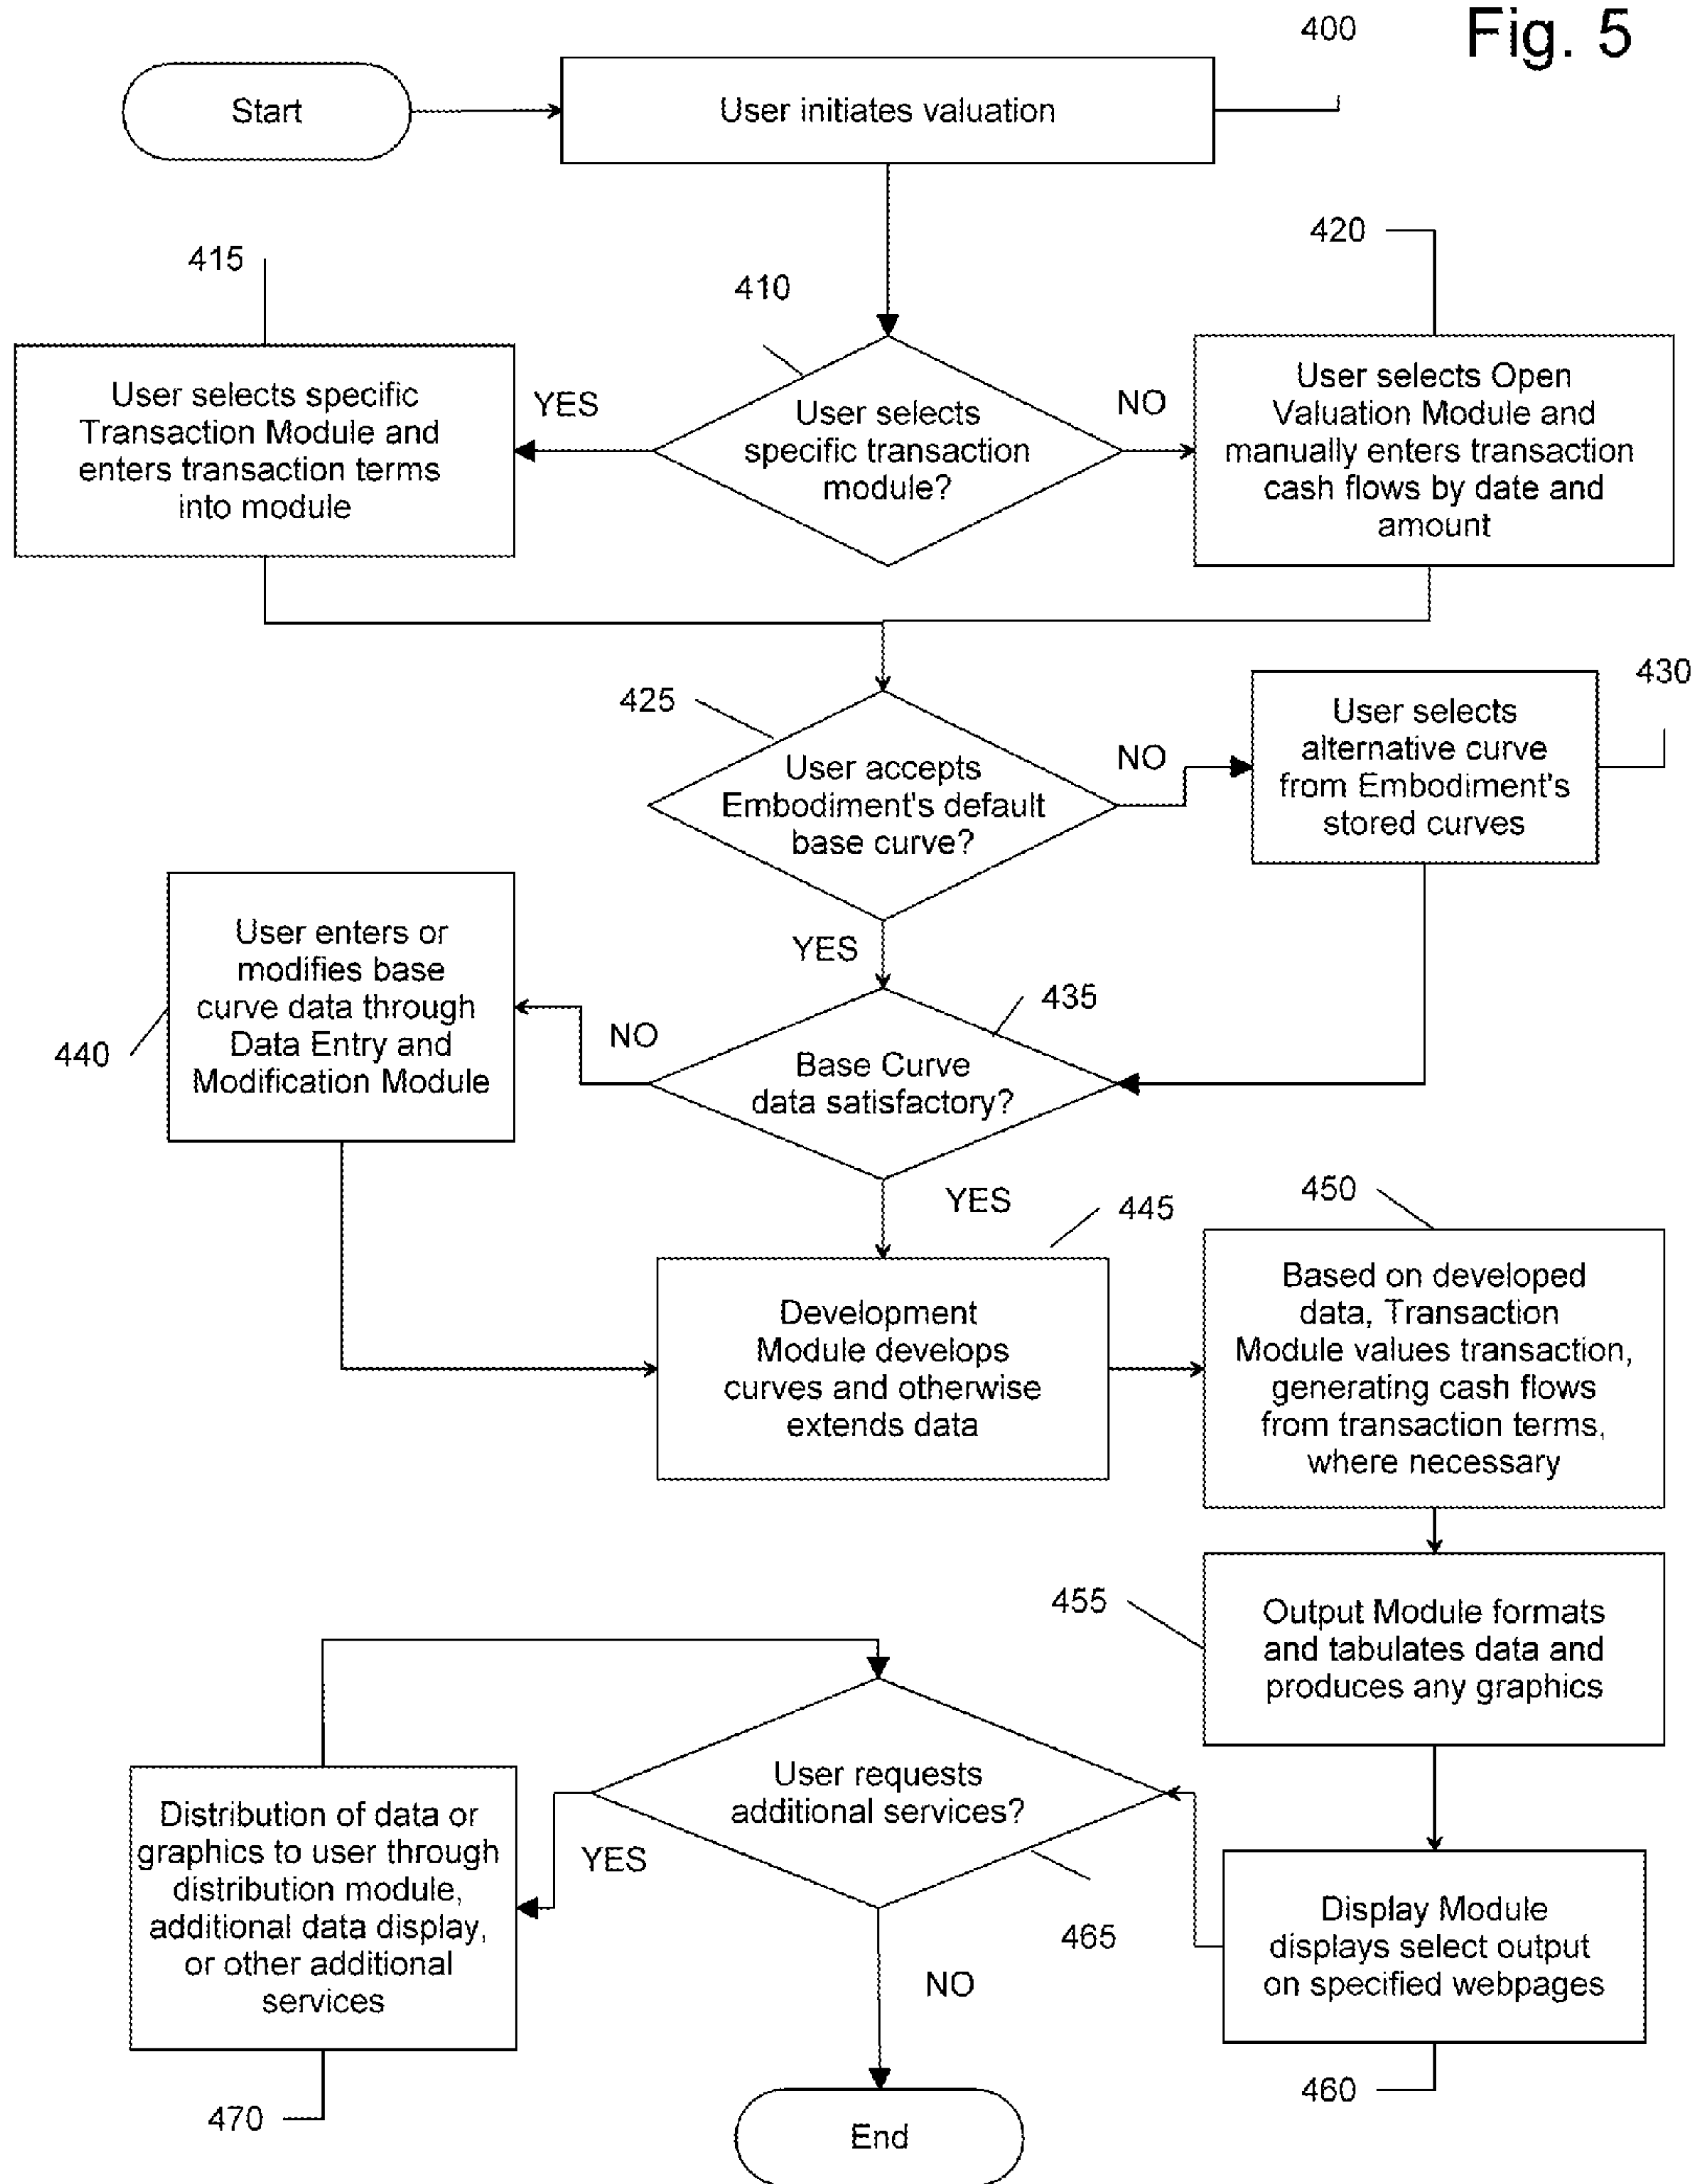 Fig. 5
400
Start
User initiates valuation
415
410
420
User selects specific
Transaction Module and
enters transaction terms
into module
YES
User selects
specific transaction
module?
NO
User selects Open
Valuation Module and
manually enters transaction
cash flows by date and
amount
425
User accepts
Embodiment's default
base curve?
NO
430
User selects
alternative curve
from Embodiment's
stored curves
YES
440
User enters or
modifies base
curve data through
Data Entry and
Modification Module
NO
435
Base Curve
data satisfactory?
YES
445
Development
Module develops
curves and otherwise
extends data
450
Based on developed
data, Transaction
Module values transaction,
generating cash flows
from transaction terms,
where necessary
455
Output Module formats
and tabulates data and
produces any graphics
User requests
additional services?
YES
Distribution of data or
graphics to user through
distribution module,
additional data display,
or other additional
services
465
NO
Display Module
displays select output
on specified webpages
460
470
End